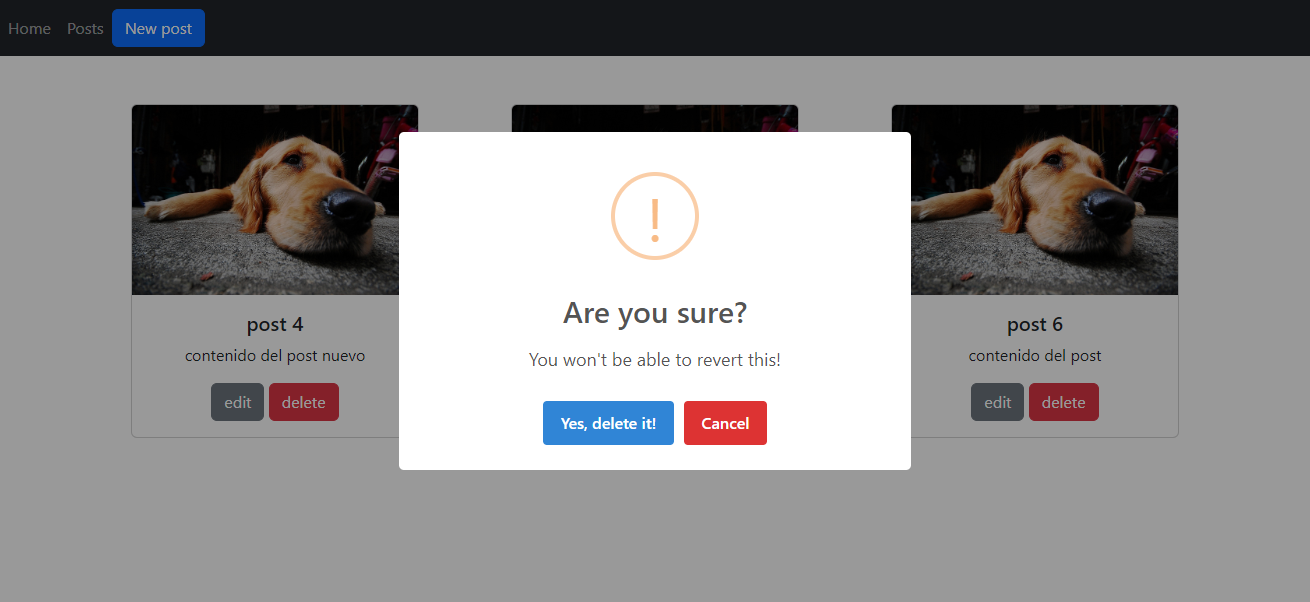 Home Posts New post
Are you sure?
You won't be able to revert this!
Yes, delete it! Cancel
post 4
contenido del post nuevo
edit delete
post 6
contenido del post
edit delete